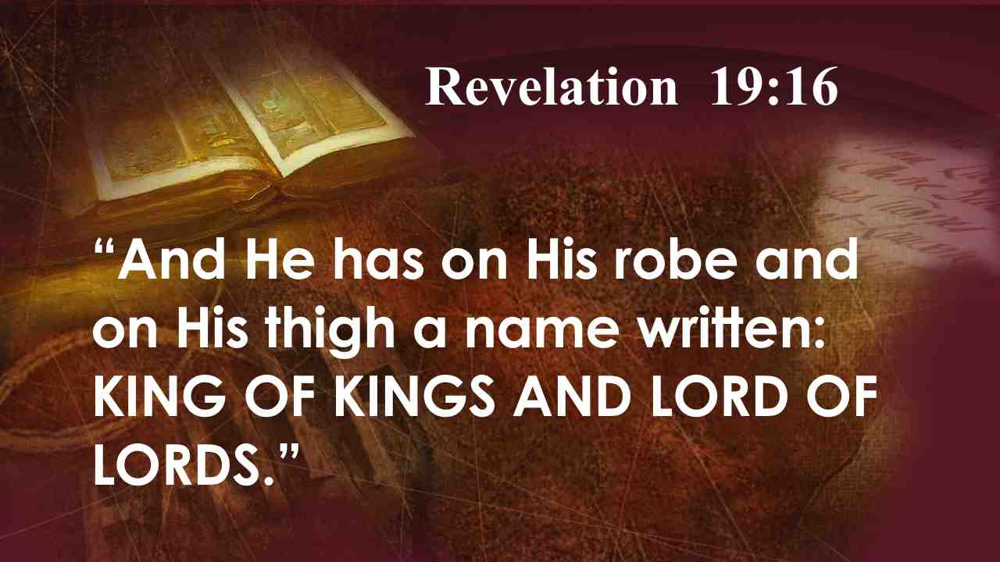 Revelation 19:16
“And He has on His robe and
on His thigh a name written:
KING OF KINGS AND LORD OF
LORDS.”